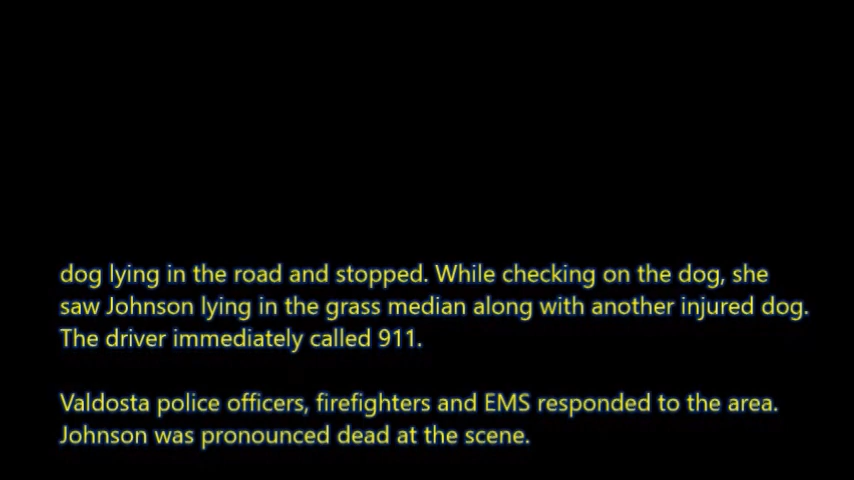 dog lying in the road and stopped. While checking on the dog, she
saw Johnson lying in the grass median along with another injured dog.
The driver immediately called 911.
Valdosta police officers, firefighters and EMS responded to the area.
Johnson was pronounced dead at the scene.